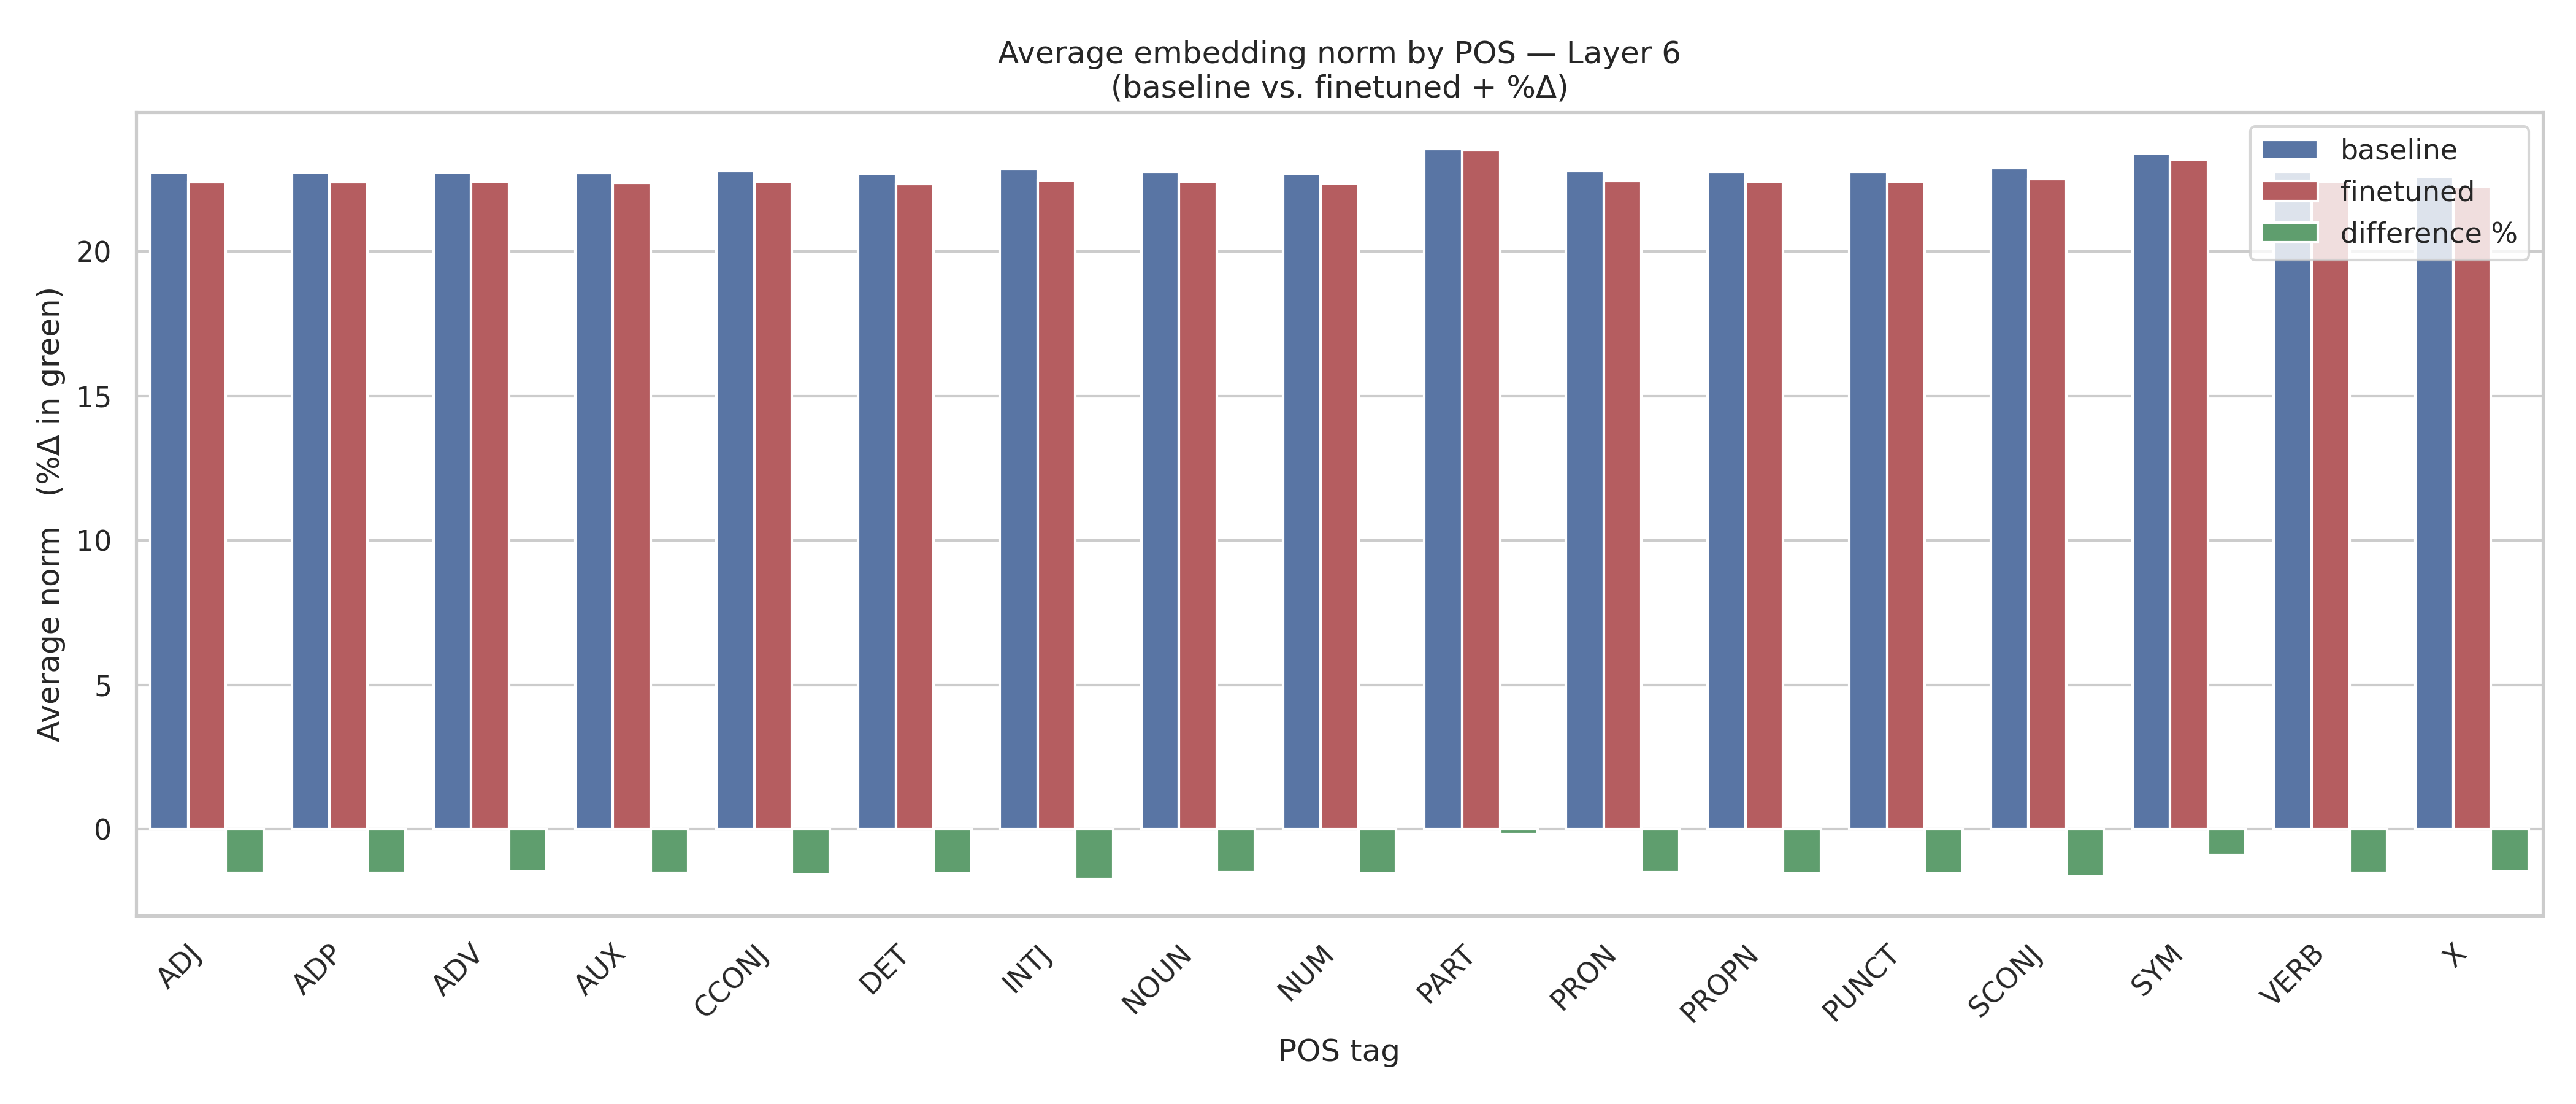 Average embedding norm by POS — Layer 6
(baseline vs. finetuned + %Δ)
baseline
finetuned
difference %
Average norm (%Δ in green)
20
15
10
5
0
ADJ
ADP
ADV
AUX
CCONJ
DET
INTJ
NOUN
NUM
PART
PRON
PROPN
PUNCT
SCONJ
SYM
VERB
X
POS tag